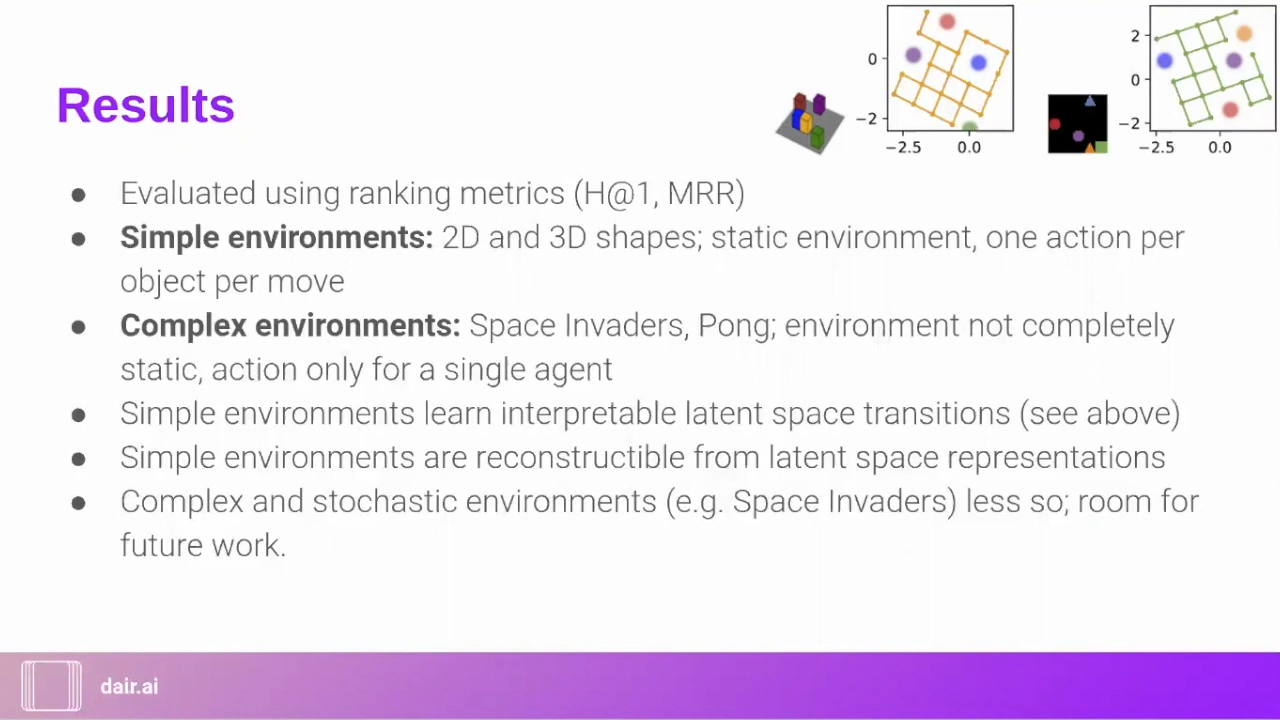 0
−2
−2.5 0.0
2
0
−2
−2.5 0.0
Results
● Evaluated using ranking metrics (H@1, MRR)
● Simple environments: 2D and 3D shapes; static environment, one action per
object per move
● Complex environments: Space Invaders, Pong; environment not completely
static, action only for a single agent
● Simple environments learn interpretable latent space transitions (see above)
● Simple environments are reconstructible from latent space representations
● Complex and stochastic environments (e.g. Space Invaders) less so; room for
future work.
dair.ai